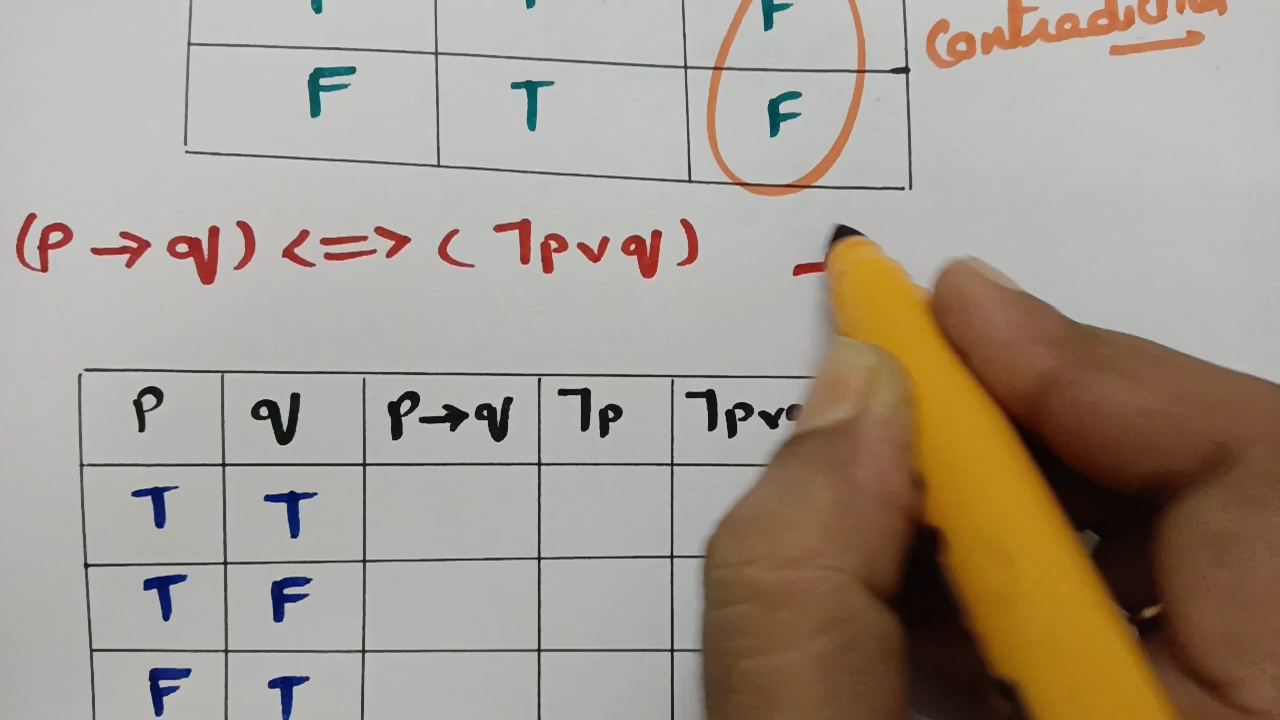 F
F T F
contradiction
(p → q) <=> (¬p∨q)
p q p→q ¬p ¬p∨q
T T
T F
F T